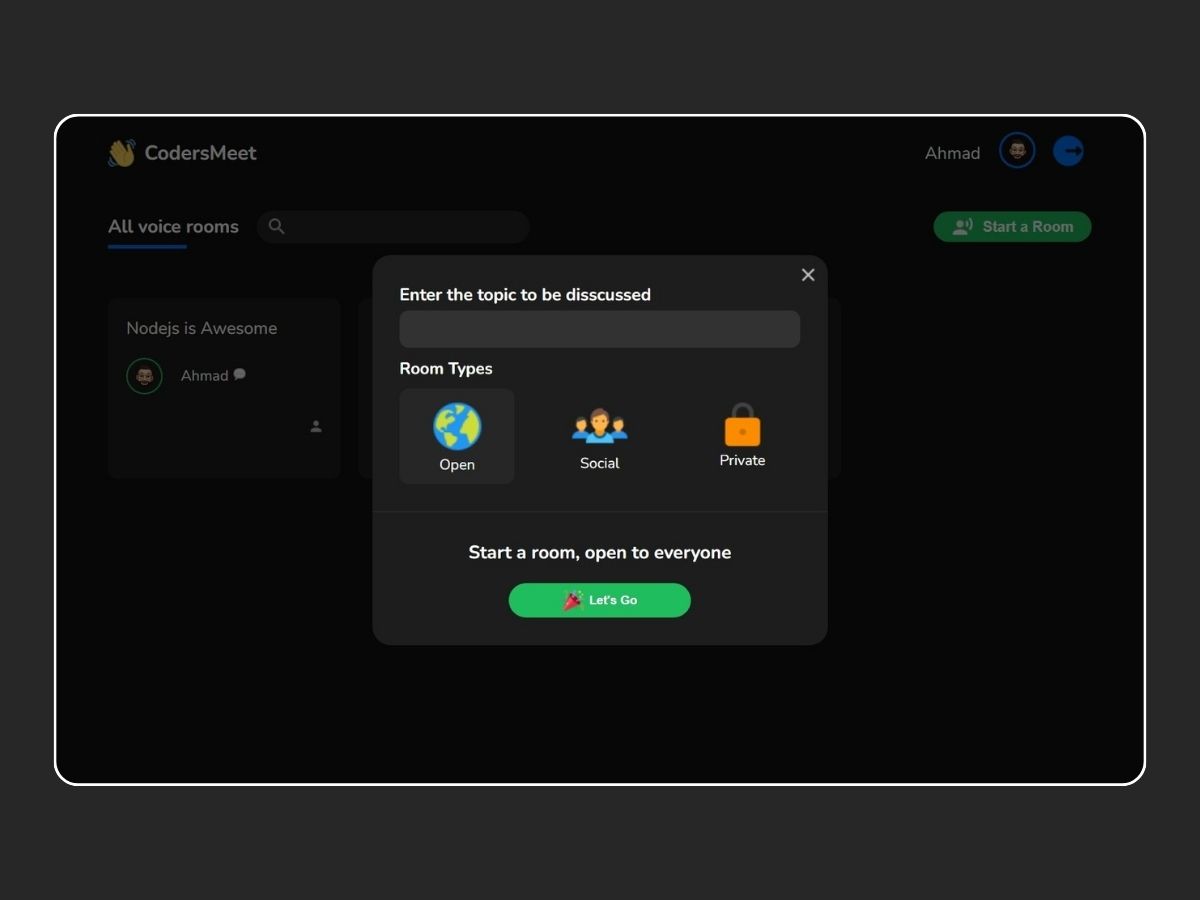 CodersMeet
Ahmad
All voice rooms
Start a Room
Enter the topic to be disscussed
Nodejs is Awesome
Ahmad
Room Types
Open
Social
Private
Start a room, open to everyone
Let's Go